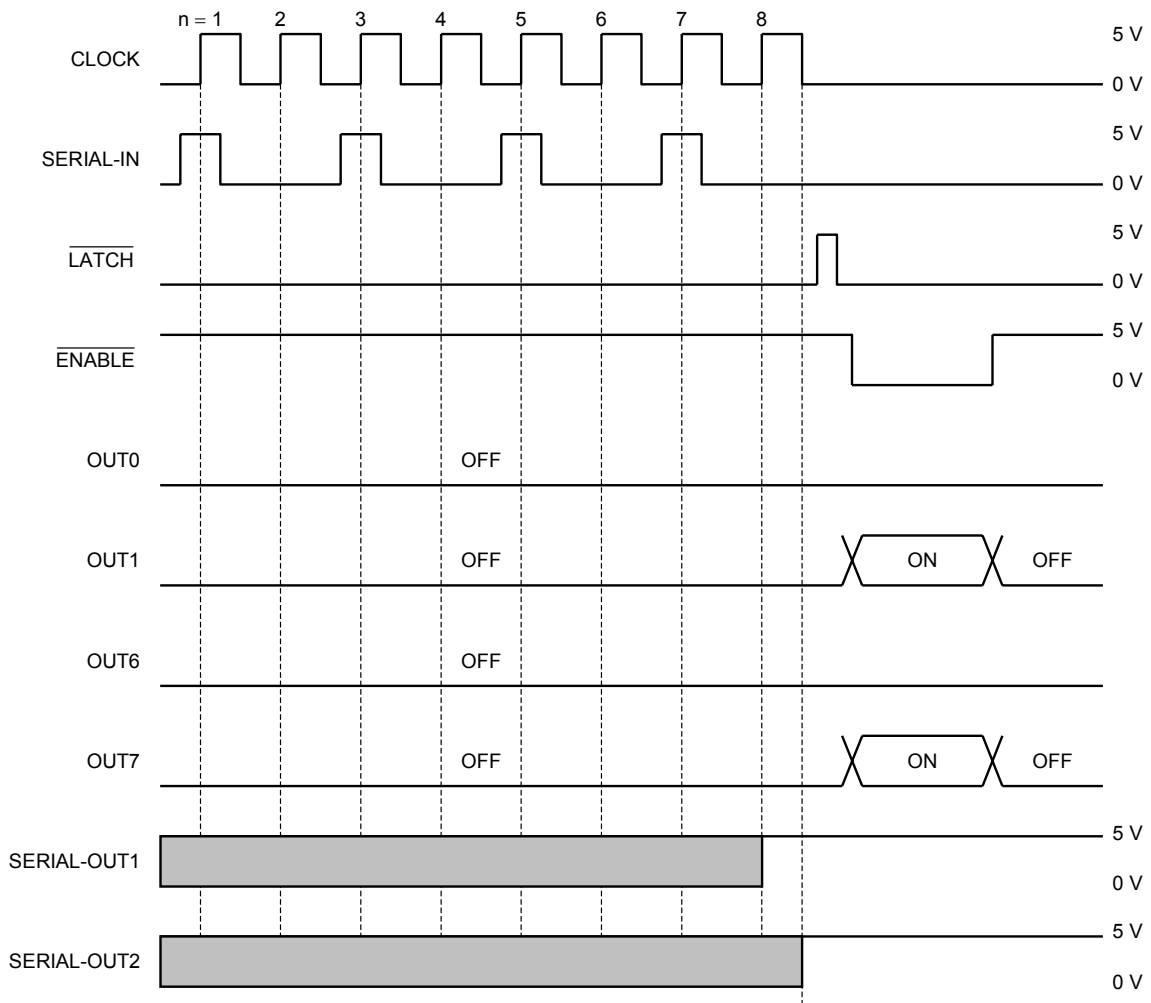 n = 1 2 3 4 5 6 7 8
5 V
CLOCK
0 V
5 V
SERIAL-IN
0 V
5 V
LATCH
0 V
5 V
ENABLE
0 V
OUT0 OFF
OUT1 OFF ON OFF
OUT6 OFF
OUT7 OFF ON OFF
5 V
SERIAL-OUT1
0 V
5 V
SERIAL-OUT2
0 V